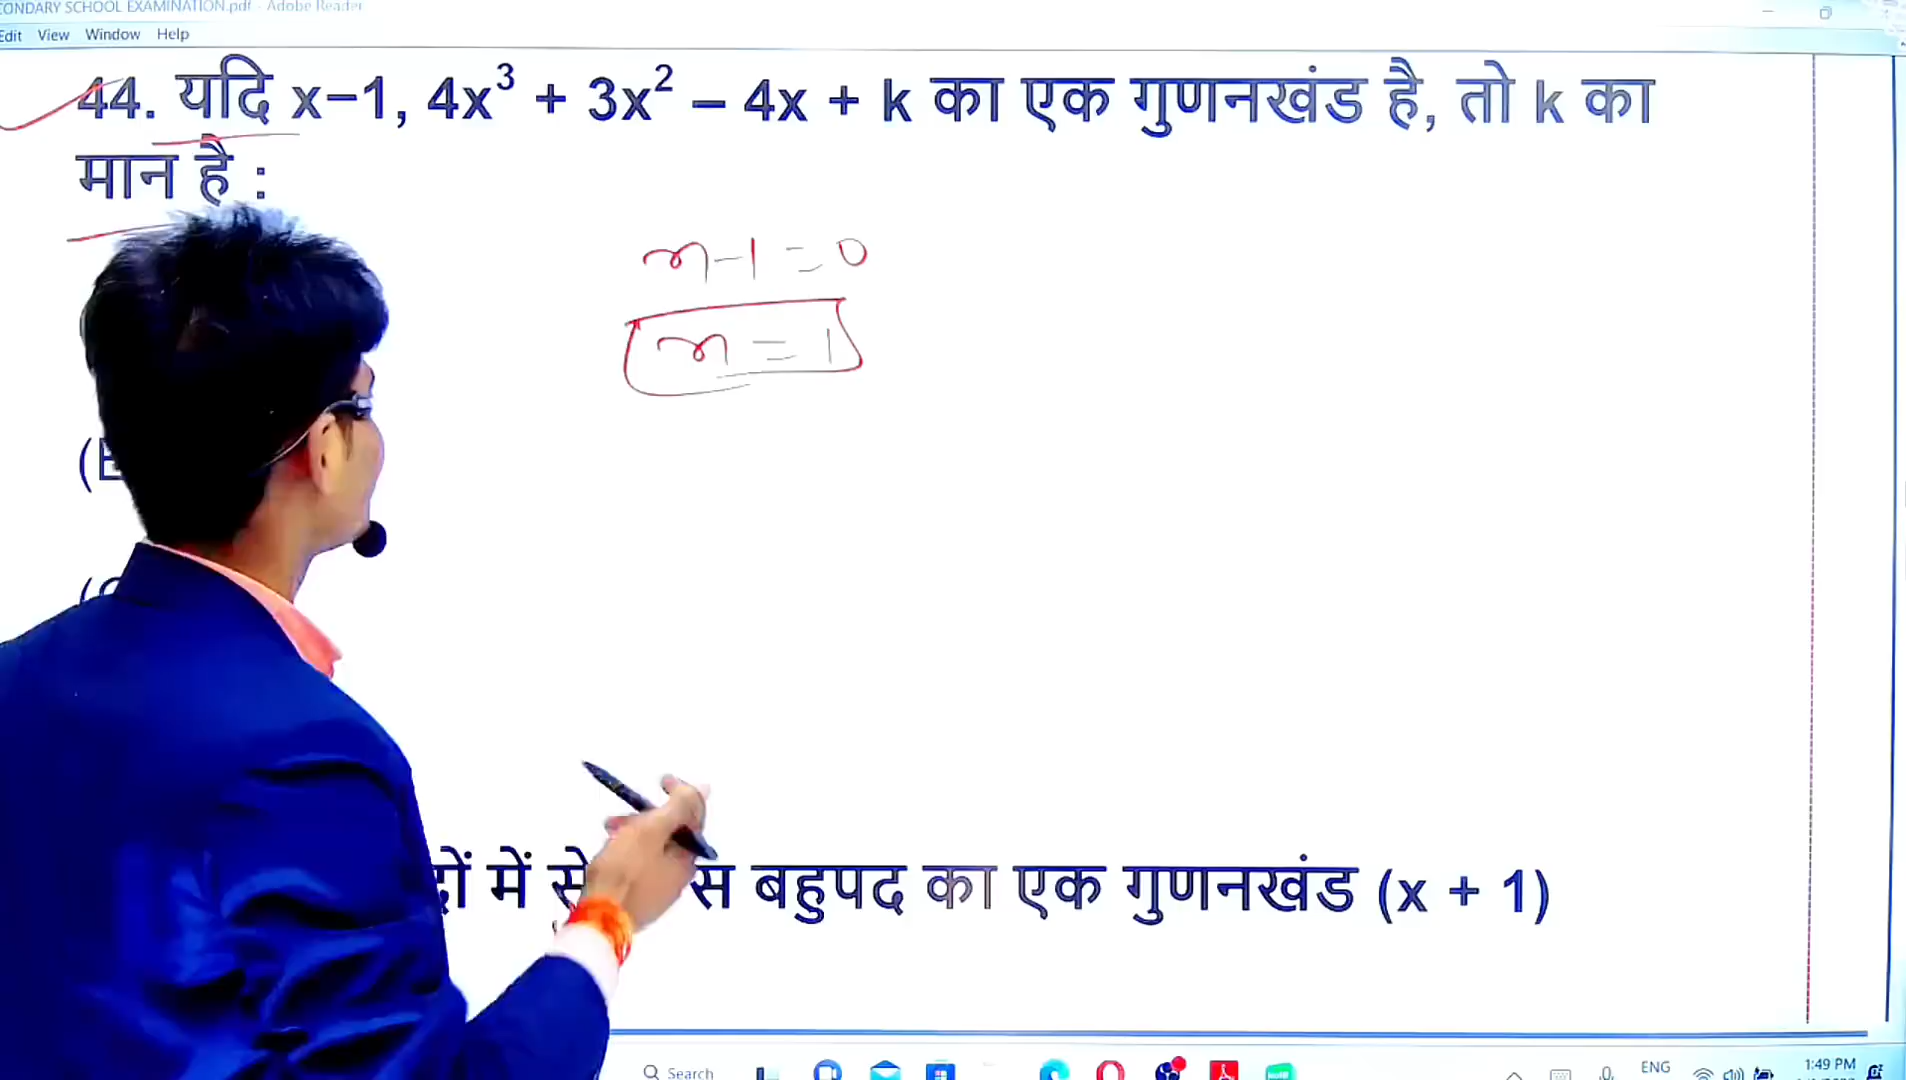 CONDARY SCHOOL EXAMINATION.pdf - Adobe Reader
Edit View Window Help
44. यदि x−1, 4x³ + 3x² – 4x + k का एक गुणनखंड है, तो k का
मान है :
x-1=0
x=1
में से बहुपद का एक गुणनखंड (x + 1)
Search
ENG
1:49 PM